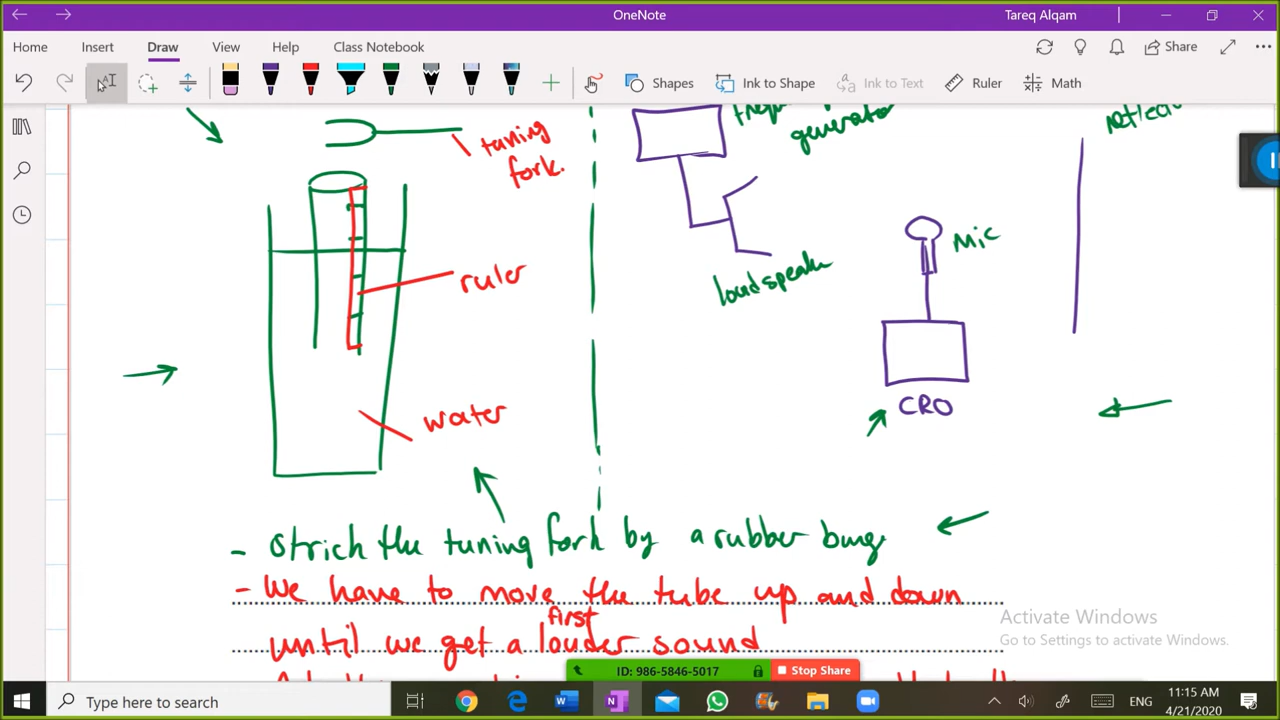 OneNote
Tareq Alqam
Home Insert Draw View Help Class Notebook
Share
Shapes Ink to Shape Ink to Text Ruler Math
generator
tuning
fork.
Mic
ruler
loudspeake
CRO
water
- Strich the tuning fork by a rubber bung
- We have to move the tube up and down
first
until we get a louder sound
Activate Windows
Go to Settings to activate Windows.
ID: 986-5846-5017 Stop Share
Type here to search
ENG
11:15 AM
4/21/2020